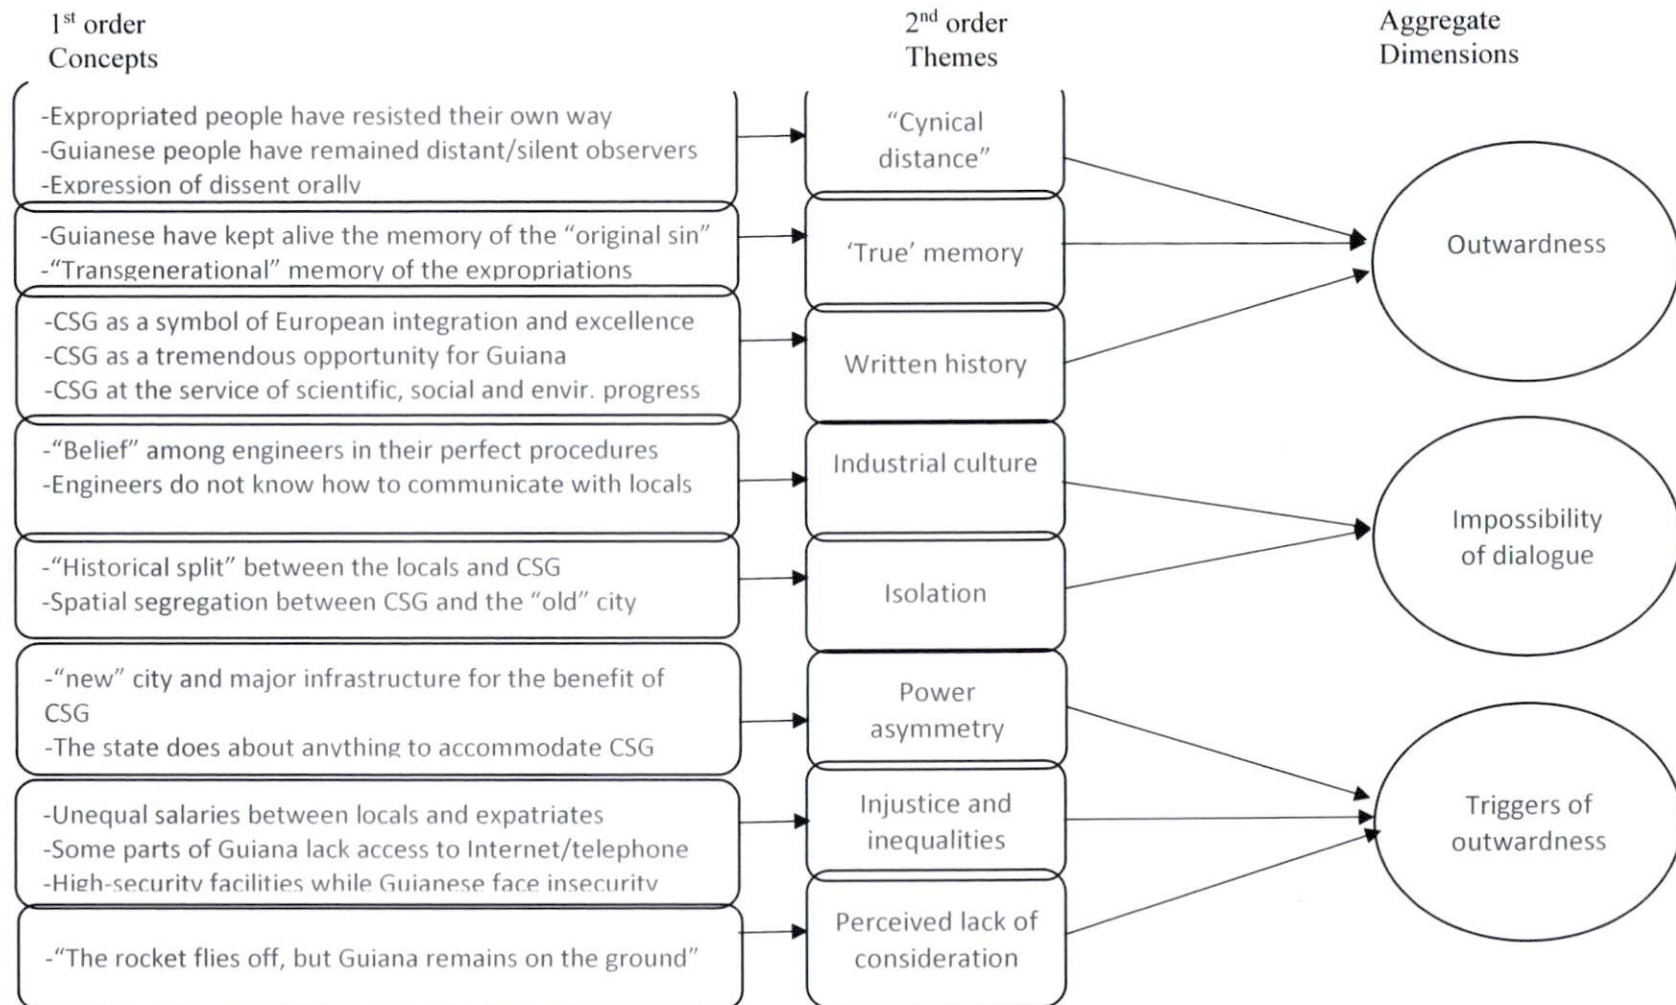 1st order
Concepts
2nd order
Themes
Aggregate
Dimensions
-Expropriated people have resisted their own way
-Guianese people have remained distant/silent observers
-Expression of dissent orally
“Cynical
distance”
-Guianese have kept alive the memory of the “original sin”
-“Transgenerational” memory of the expropriations
‘True’ memory
Outwardness
-CSG as a symbol of European integration and excellence
-CSG as a tremendous opportunity for Guiana
-CSG at the service of scientific, social and envir. progress
Written history
-“Belief” among engineers in their perfect procedures
-Engineers do not know how to communicate with locals
Industrial culture
Impossibility
of dialogue
-“Historical split” between the locals and CSG
-Spatial segregation between CSG and the “old” city
Isolation
-“new” city and major infrastructure for the benefit of
CSG
-The state does about anything to accommodate CSG
Power
asymmetry
-Unequal salaries between locals and expatriates
-Some parts of Guiana lack access to Internet/telephone
-High-security facilities while Guianese face insecurity
Injustice and
inequalities
Triggers of
outwardness
-“The rocket flies off, but Guiana remains on the ground”
Perceived lack of
consideration